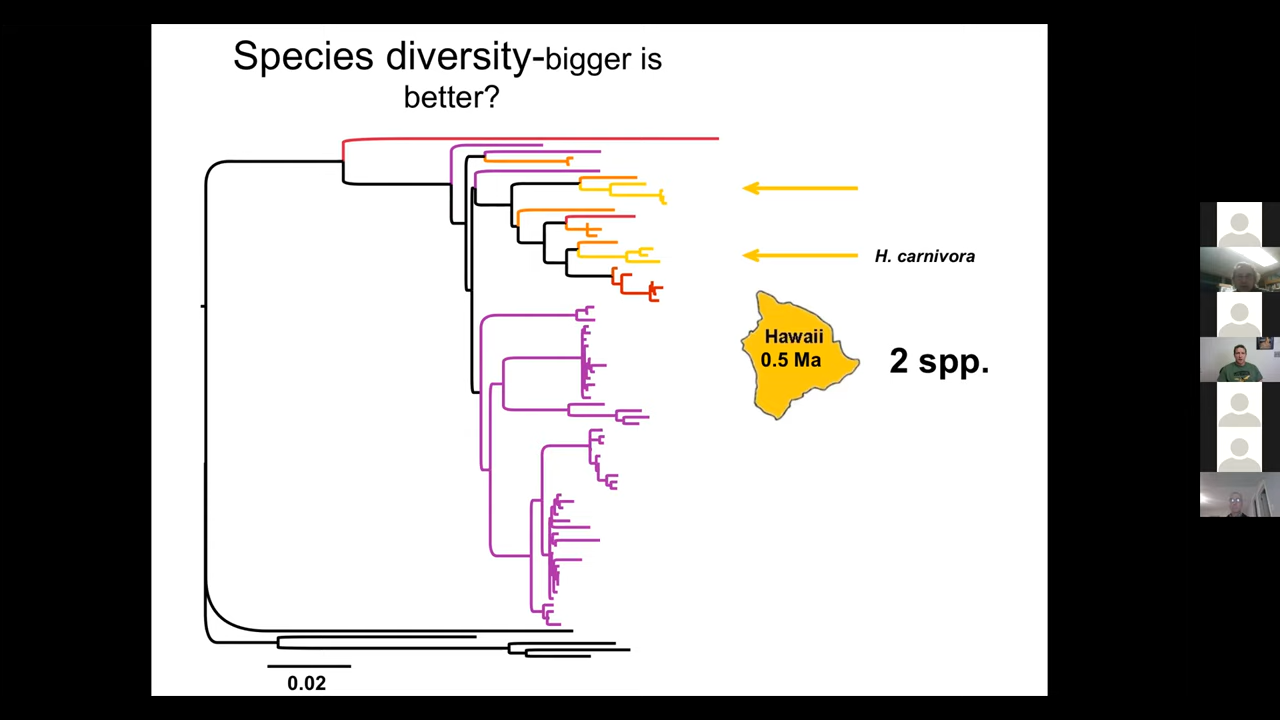 Species diversity-bigger is
better?
H. carnivora
Hawaii
0.5 Ma
2 spp.
0.02